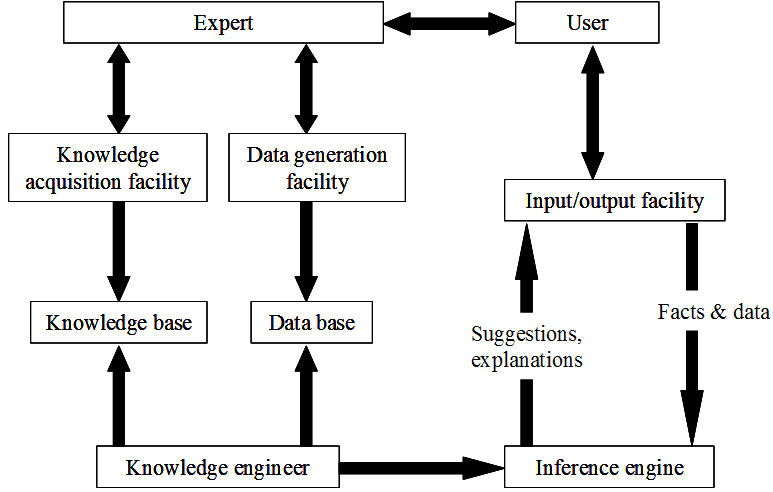 Expert
User
Knowledge
acquisition facility
Data generation
facility
Input/output facility
Knowledge base
Data base
Suggestions,
explanations
Facts & data
Knowledge engineer
Inference engine